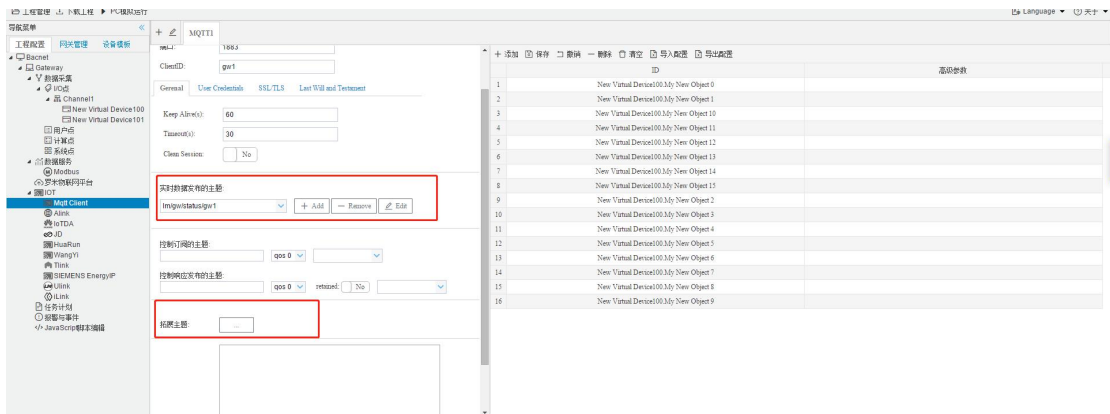 工程管理 下载工程 PC模拟运行 Language 关于
导航菜单
工程配置 网关管理 设备模板
Bacnet
Gateway
数据采集
I/O点
Channel1
New Virtual Device100
New Virtual Device101
用户点
计算点
系统点
数据服务
Modbus
罗米物联网平台
IOT
Mqtt Client
Alink
IoTDA
JD
HuaRun
WangYi
Tlink
SIEMENS EnergyIP
Ulink
iLink
任务计划
报警与事件
JavaScrip脚本编辑
MQTT1
端口: 1883
ClientID: gw1
Gereral User Credentials SSL/TLS Last Will and Testament
Keep Alive(s): 60
Timeout(s): 30
Clean Session: No
实时数据发布的主题:
lm/gw/status/gw1 + Add — Remove Edit
控制订阅的主题:
qos 0
控制响应发布的主题:
qos 0 retained: No
拓展主题: ...
+ 添加 保存 撤销 — 删除 清空 导入配置 导出配置
ID 高级参数
1 New Virtual Device100.My New Object 0
2 New Virtual Device100.My New Object 1
3 New Virtual Device100.My New Object 10
4 New Virtual Device100.My New Object 11
5 New Virtual Device100.My New Object 12
6 New Virtual Device100.My New Object 13
7 New Virtual Device100.My New Object 14
8 New Virtual Device100.My New Object 15
9 New Virtual Device100.My New Object 2
10 New Virtual Device100.My New Object 3
11 New Virtual Device100.My New Object 4
12 New Virtual Device100.My New Object 5
13 New Virtual Device100.My New Object 6
14 New Virtual Device100.My New Object 7
15 New Virtual Device100.My New Object 8
16 New Virtual Device100.My New Object 9